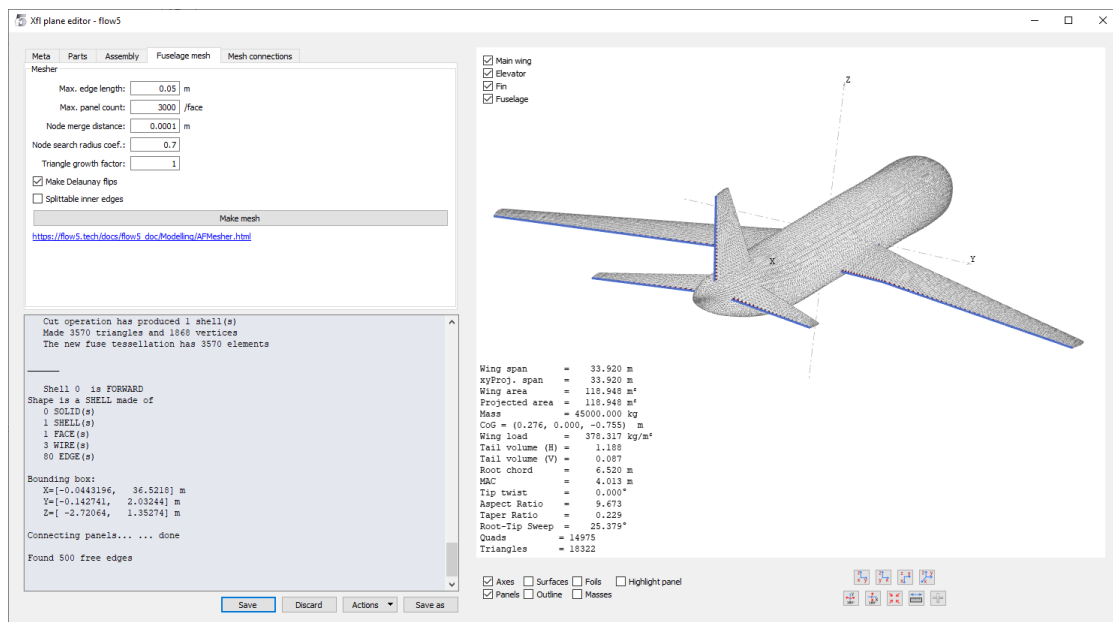 Xfl plane editor - flow5
Meta Parts Assembly Fuselage mesh Mesh connections
Mesher
Max. edge length: 0.05 m
Max. panel count: 3000 /face
Node merge distance: 0.0001 m
Node search radius coef.: 0.7
Triangle growth factor: 1
Make Delaunay flips
Splittable inner edges
Make mesh
https://flow5.tech/docs/flow5_doc/Modelling/AFMesher.html
Cut operation has produced 1 shell(s)
Made 3570 triangles and 1868 vertices
The new fuse tessellation has 3570 elements
Shell 0 is FORWARD
Shape is a SHELL made of
0 SOLID(s)
1 SHELL(s)
1 FACE(s)
3 WIRE(s)
80 EDGE(s)
Bounding box:
X=[-0.0443196, 36.5218] m
Y=[-0.142741, 2.03244] m
Z=[ -2.72064, 1.35274] m
Connecting panels... ... done
Found 500 free edges
Save Discard Actions Save as
Main wing
Elevator
Fin
Fuselage
Z
X
Y
Wing span = 33.920 m
xyProj. span = 33.920 m
Wing area = 118.948 m²
Projected area = 118.948 m²
Mass = 45000.000 kg
CoG = (0.276, 0.000, -0.755) m
Wing load = 378.317 kg/m²
Tail volume (H) = 1.188
Tail volume (V) = 0.087
Root chord = 6.520 m
MAC = 4.013 m
Tip twist = 0.000°
Aspect Ratio = 9.673
Taper Ratio = 0.229
Root-Tip Sweep = 25.379°
Quads = 14975
Triangles = 18322
Axes Surfaces Foils Highlight panel
Panels Outline Masses